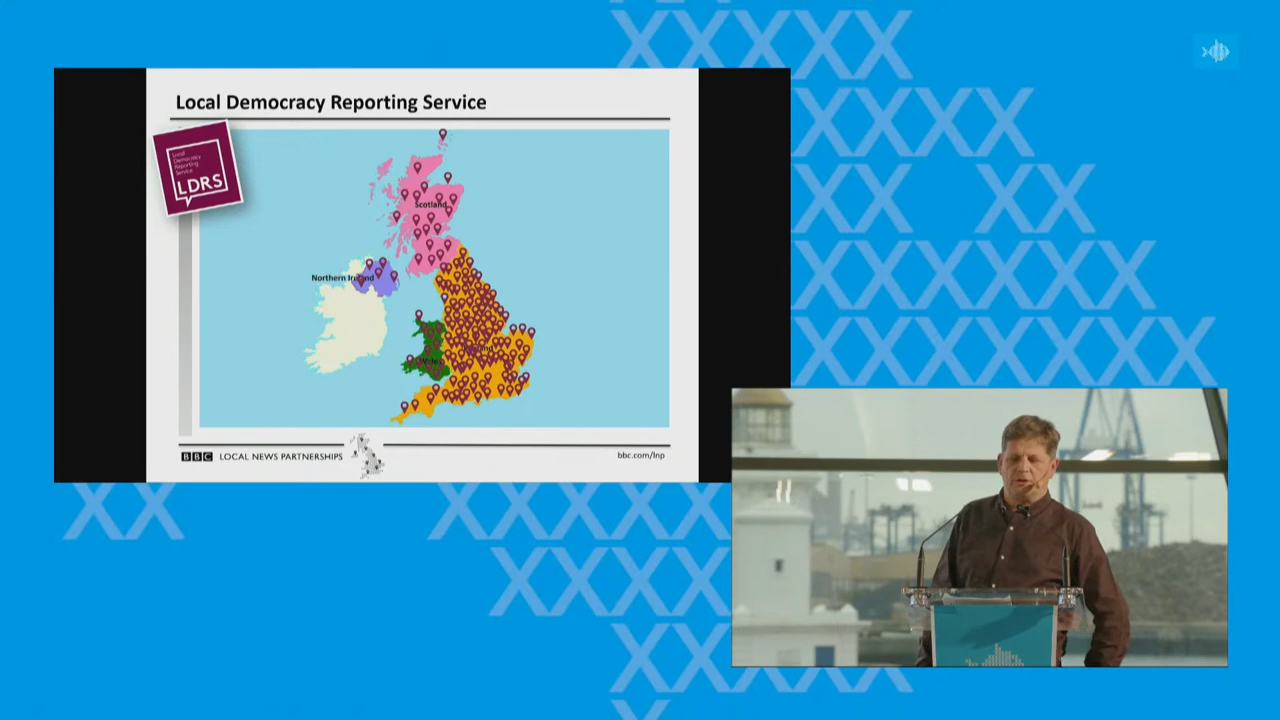 Local Democracy Reporting Service
Local
Democracy
Reporting
Service
LDRS
Scotland
Northern Ireland
BBC LOCAL NEWS PARTNERSHIPS
bbc.com/lnp